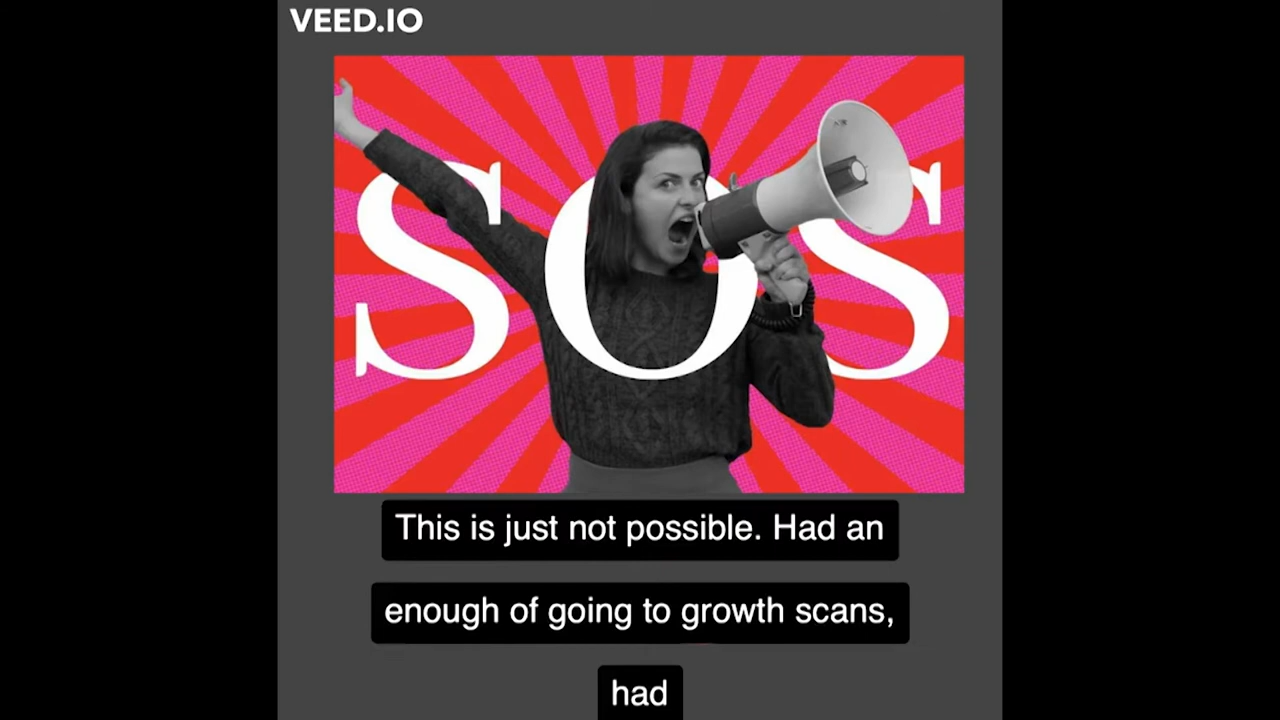 VEED.IO
SOS
This is just not possible. Had an
enough of going to growth scans,
had